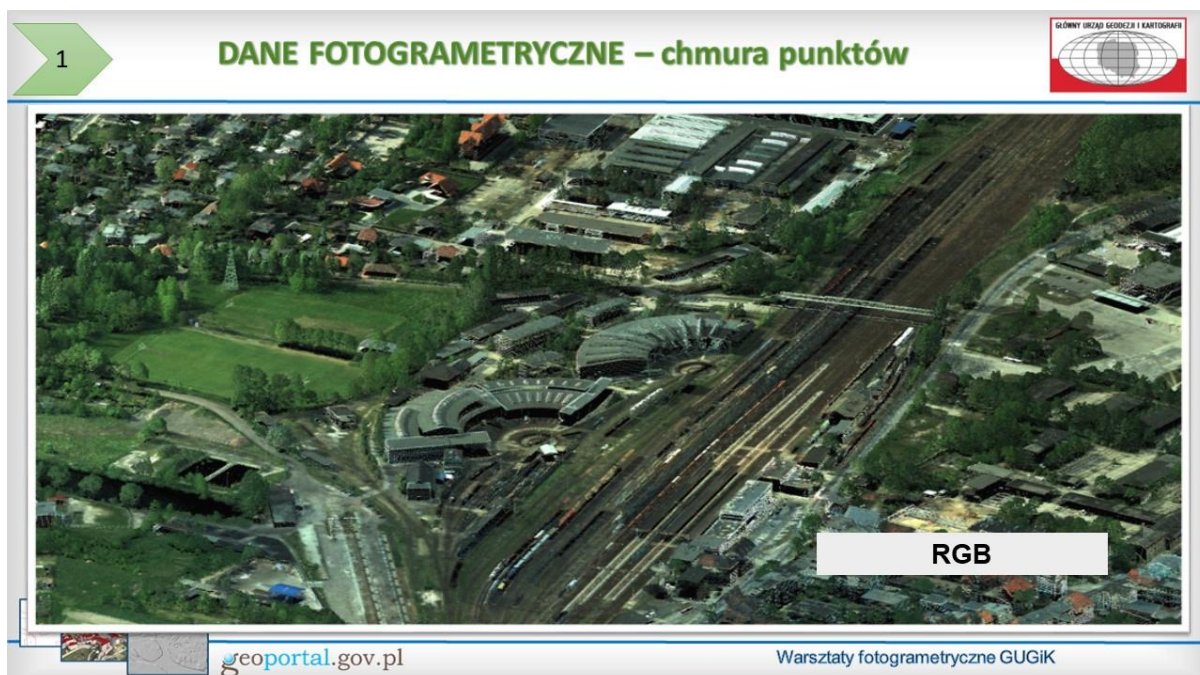 1
DANE FOTOGRAMETRYCZNE – chmura punktów
GŁÓWNY URZĄD GEODEZJI I KARTOGRAFII
RGB
geoportal.gov.pl
Warsztaty fotogrametryczne GUGiK